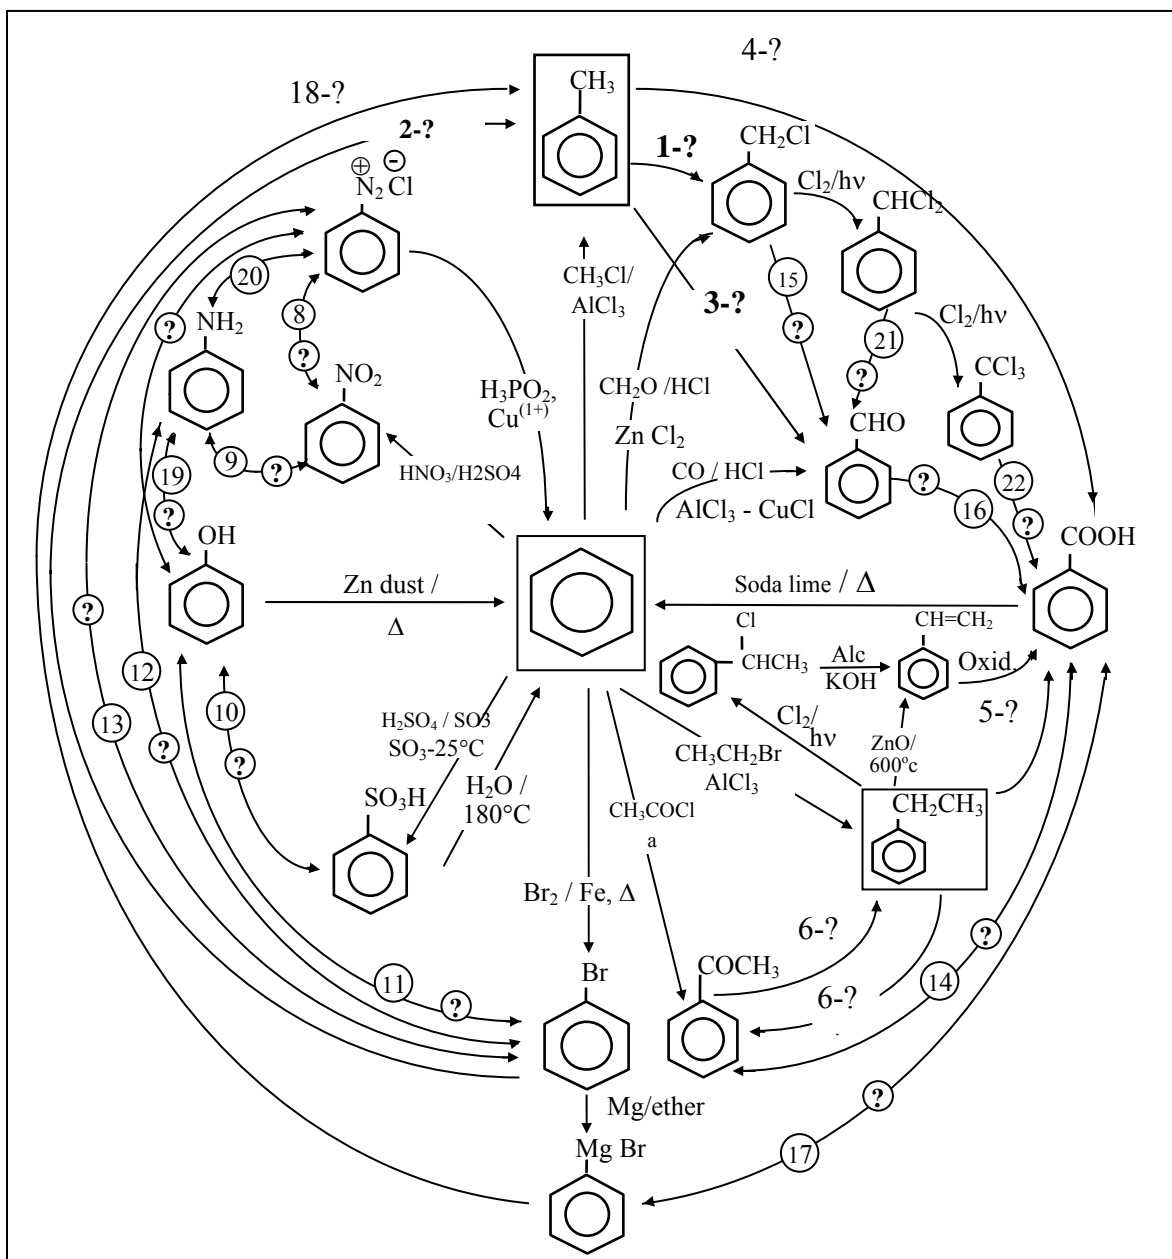 4-?
18-?
CH₃
2-?
1-?
CH₂Cl
⊕ ⊖
N₂ Cl
Cl₂/hν
CHCl₂
20
CH₃Cl/
AlCl₃
15
3-?
?
NH₂
8
?
?
21
Cl₂/hν
NO₂
H₃PO₂,
Cu⁽¹⁺⁾
CH₂O /HCl
?
CCl₃
CHO
Zn Cl₂
9
?
HNO₃/H2SO4
CO / HCl
AlCl₃ - CuCl
?
22
19
?
16
?
COOH
OH
Zn dust /
Δ
Soda lime / Δ
?
Cl
CHCH₃
Alc
KOH
CH=CH₂
Oxid.
5-?
12
13
10
?
?
H₂SO₄ / SO3
SO₃-25°C
H₂O /
180°C
Cl₂/
hν
ZnO/
600°c
CH₃CH₂Br
AlCl₃
SO₃H
CH₃COCl
a
CH₂CH₃
Br₂ / Fe, Δ
6-?
?
Br
COCH₃
11
?
6-?
14
.
Mg/ether
?
Mg Br
17